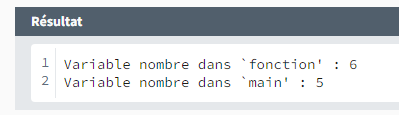 Résultat
1 Variable nombre dans `fonction' : 6
2 Variable nombre dans `main' : 5